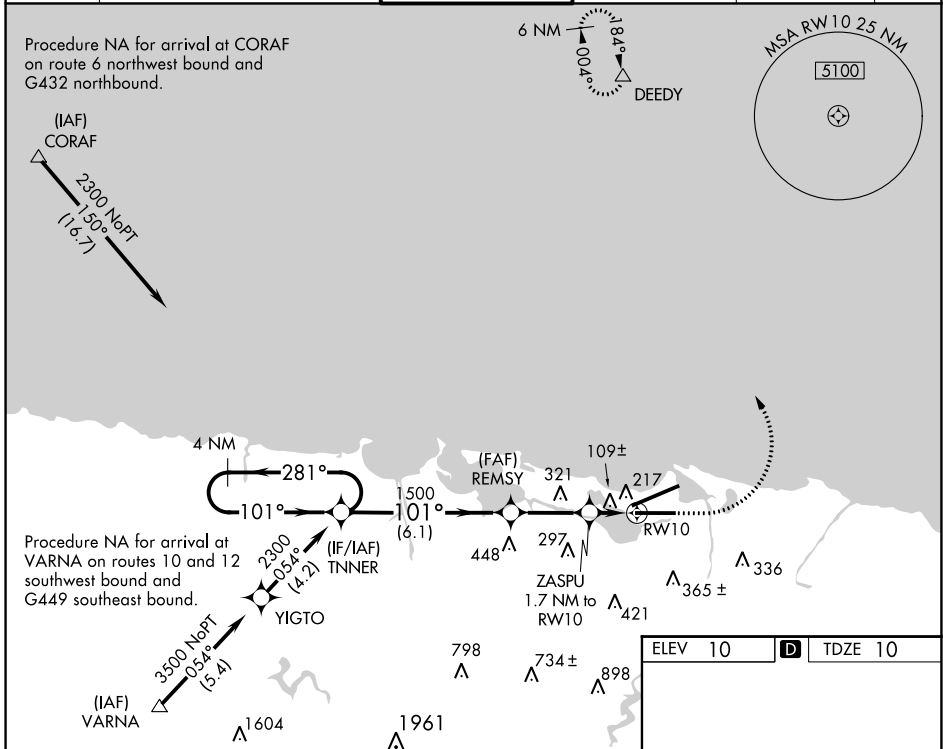 Procedure NA for arrival at CORAF
on route 6 northwest bound and
G432 northbound.
6 NM
184°
004°
DEEDY
MSA RW10 25 NM
5100
(IAF)
CORAF
2300 NoPT
150°
(16.7)
4 NM
281°
101°
(IF/IAF)
TNNER
1500
101°
(6.1)
(FAF)
REMSY
321
109±
217
RW10
448
297
ZASPU
1.7 NM to
RW10
336
365 ±
421
Procedure NA for arrival at
VARNA on routes 10 and 12
southwest bound and
G449 southeast bound.
2300
054°
(4.2)
YIGTO
3500 NoPT
054°
(5.4)
(IAF)
VARNA
798
734 ±
898
1604
1961
ELEV 10
D
TDZE 10